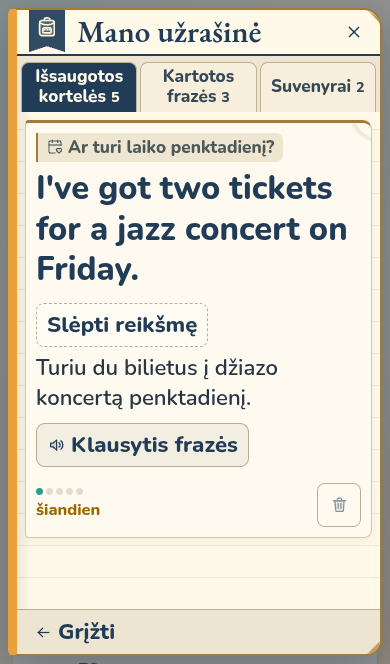 Mano užrašinė
Išsaugotos
kortelės 5
Kartotos
frazės 3
Suvenyrai 2
Ar turi laiko penktadienį?
I've got two tickets
for a jazz concert on
Friday.
Slėpti reikšmę
Turiu du bilietus į džiazo
koncertą penktadienį.
Klausytis frazės
šiandien
Grįžti